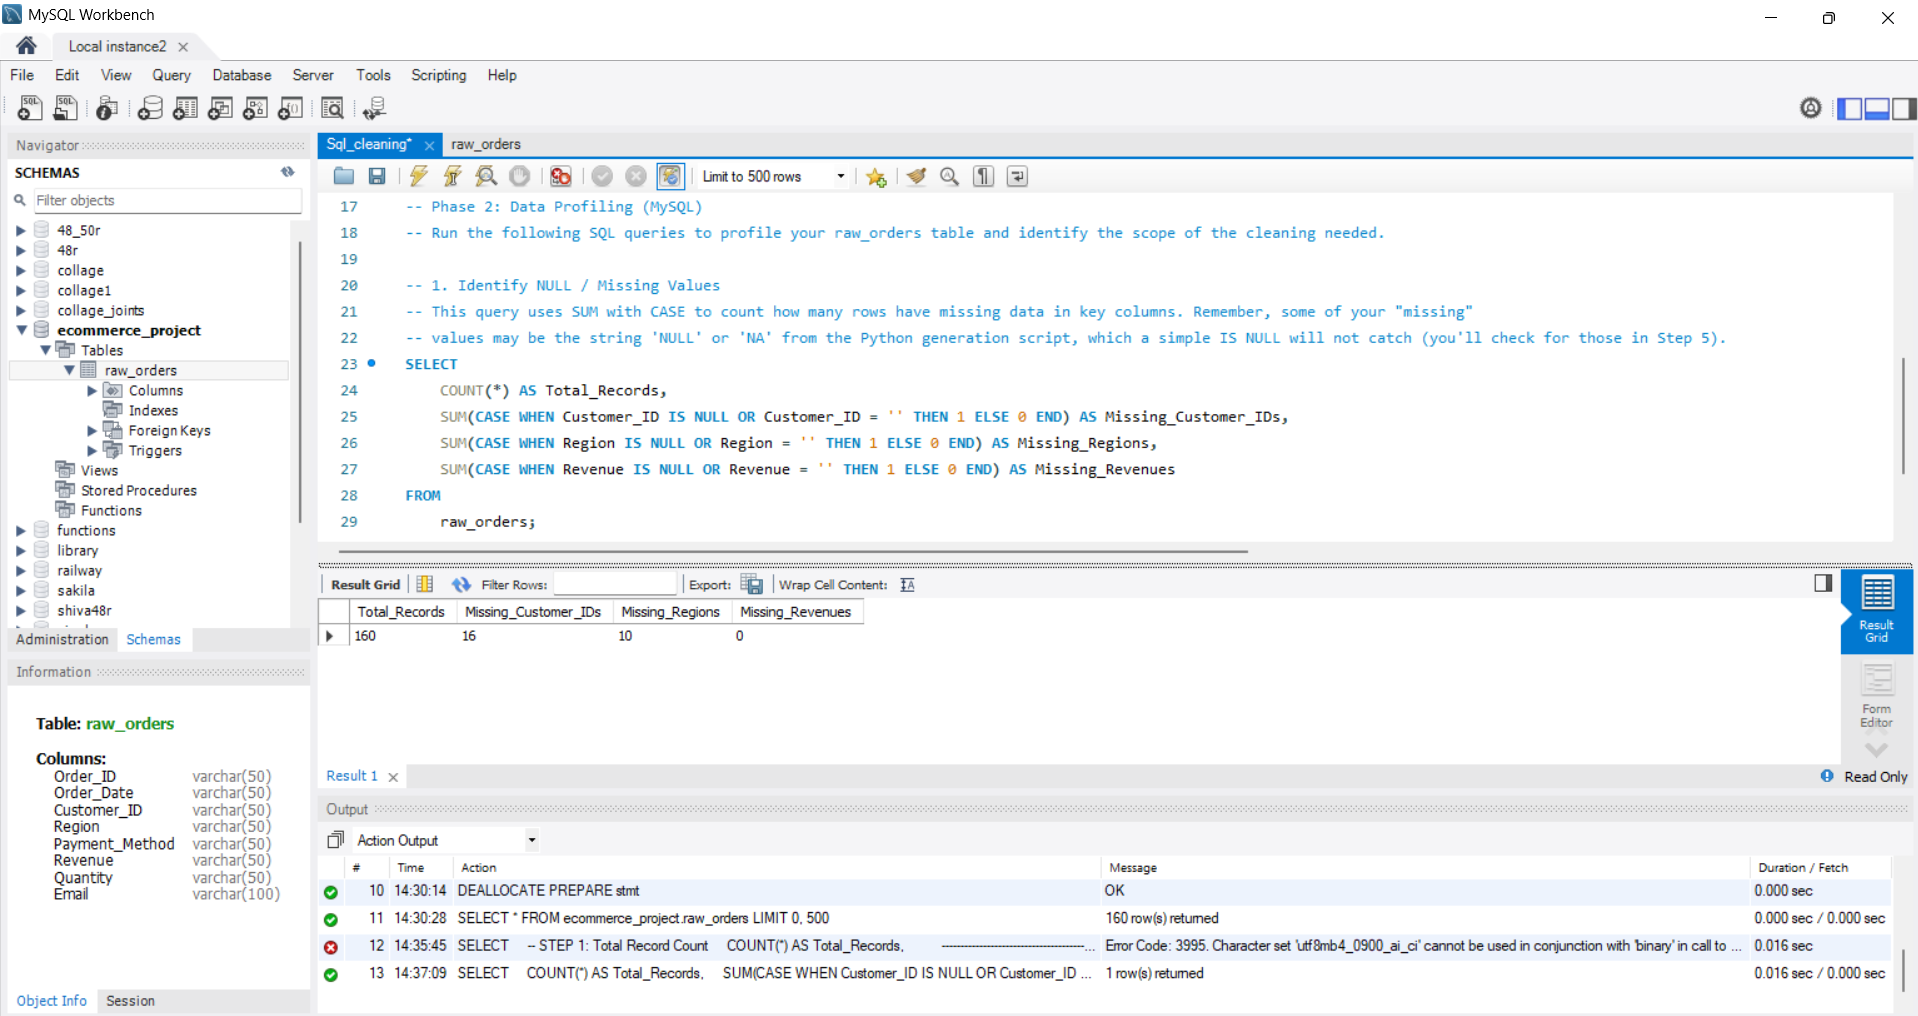 MySQL Workbench
Local instance2
File Edit View Query Database Server Tools Scripting Help
Navigator
SCHEMAS
Filter objects
48_50r
48r
collage
collage1
collage_joints
ecommerce_project
Tables
raw_orders
Columns
Indexes
Foreign Keys
Triggers
Views
Stored Procedures
Functions
functions
library
railway
sakila
shiva48r
Administration Schemas
Information
Table: raw_orders
Columns:
Order_ID varchar(50)
Order_Date varchar(50)
Customer_ID varchar(50)
Region varchar(50)
Payment_Method varchar(50)
Revenue varchar(50)
Quantity varchar(50)
Email varchar(100)
Object Info Session
Sql_cleaning* raw_orders
Limit to 500 rows
17 -- Phase 2: Data Profiling (MySQL)
18 -- Run the following SQL queries to profile your raw_orders table and identify the scope of the cleaning needed.
19
20 -- 1. Identify NULL / Missing Values
21 -- This query uses SUM with CASE to count how many rows have missing data in key columns. Remember, some of your "missing"
22 -- values may be the string 'NULL' or 'NA' from the Python generation script, which a simple IS NULL will not catch (you'll check for those in Step 5).
23 SELECT
24 COUNT(*) AS Total_Records,
25 SUM(CASE WHEN Customer_ID IS NULL OR Customer_ID = '' THEN 1 ELSE 0 END) AS Missing_Customer_IDs,
26 SUM(CASE WHEN Region IS NULL OR Region = '' THEN 1 ELSE 0 END) AS Missing_Regions,
27 SUM(CASE WHEN Revenue IS NULL OR Revenue = '' THEN 1 ELSE 0 END) AS Missing_Revenues
28 FROM
29 raw_orders;
Result Grid Filter Rows: Export: Wrap Cell Content:
Total_Records Missing_Customer_IDs Missing_Regions Missing_Revenues
160 16 10 0
Result Grid
Form Editor
Result 1
Read Only
Output
Action Output
# Time Action Message Duration / Fetch
10 14:30:14 DEALLOCATE PREPARE stmt OK 0.000 sec
11 14:30:28 SELECT * FROM ecommerce_project.raw_orders LIMIT 0, 500 160 row(s) returned 0.000 sec / 0.000 sec
12 14:35:45 SELECT -- STEP 1: Total Record Count COUNT(*) AS Total_Records, ------------------------------... Error Code: 3995. Character set 'utf8mb4_0900_ai_ci' cannot be used in conjunction with 'binary' in call to ... 0.016 sec
13 14:37:09 SELECT COUNT(*) AS Total_Records, SUM(CASE WHEN Customer_ID IS NULL OR Customer_ID ... 1 row(s) returned 0.016 sec / 0.000 sec